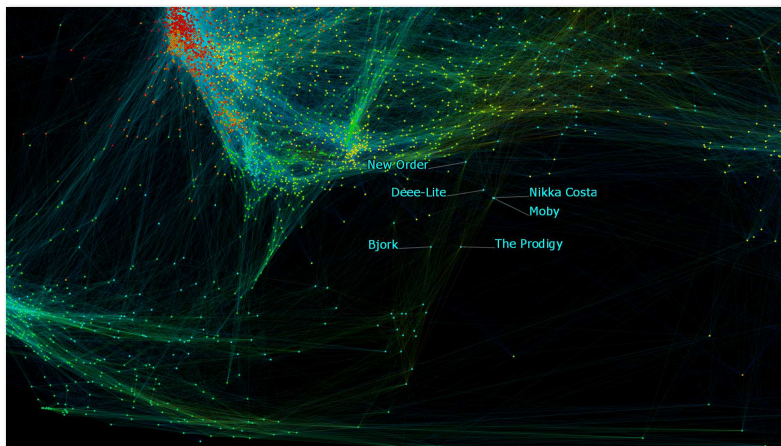 New Order
Deee-Lite
Nikka Costa
Moby
Bjork
The Prodigy